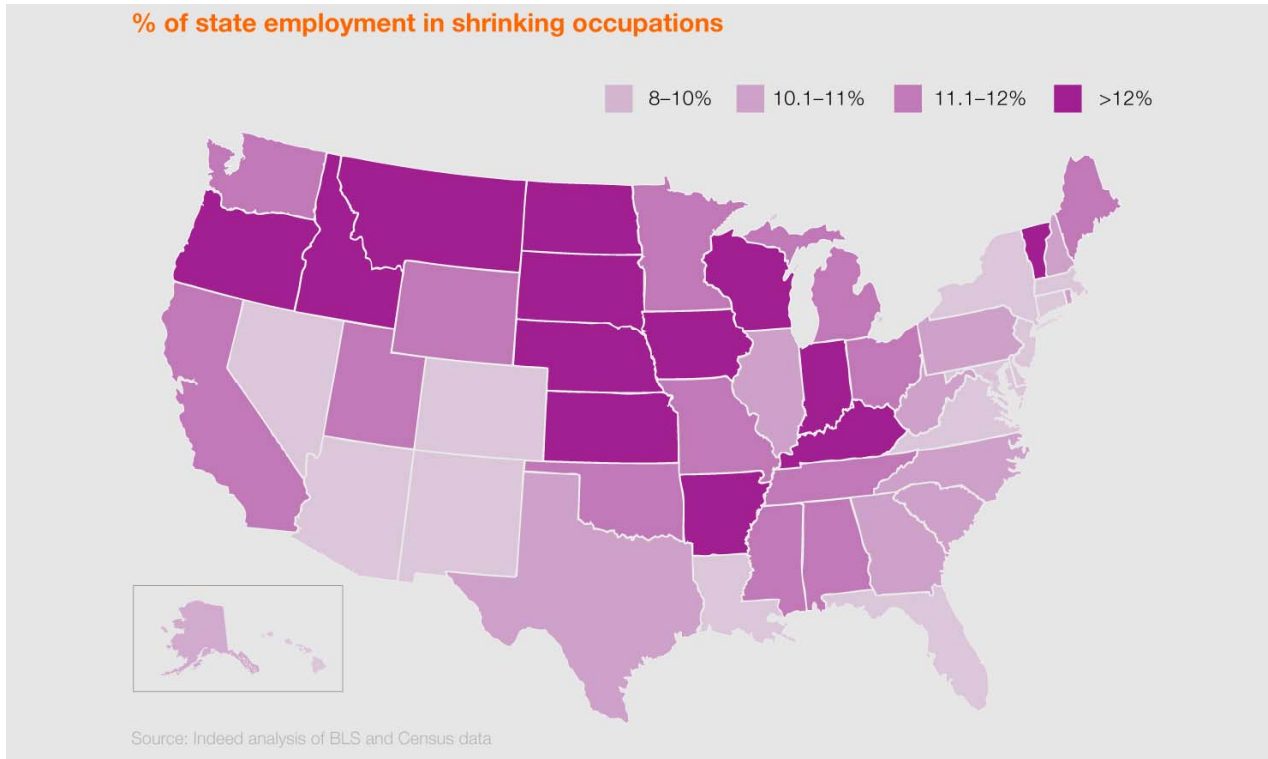 % of state employment in shrinking occupations
8–10% 10.1–11% 11.1–12% >12%
Source: Indeed analysis of BLS and Census data